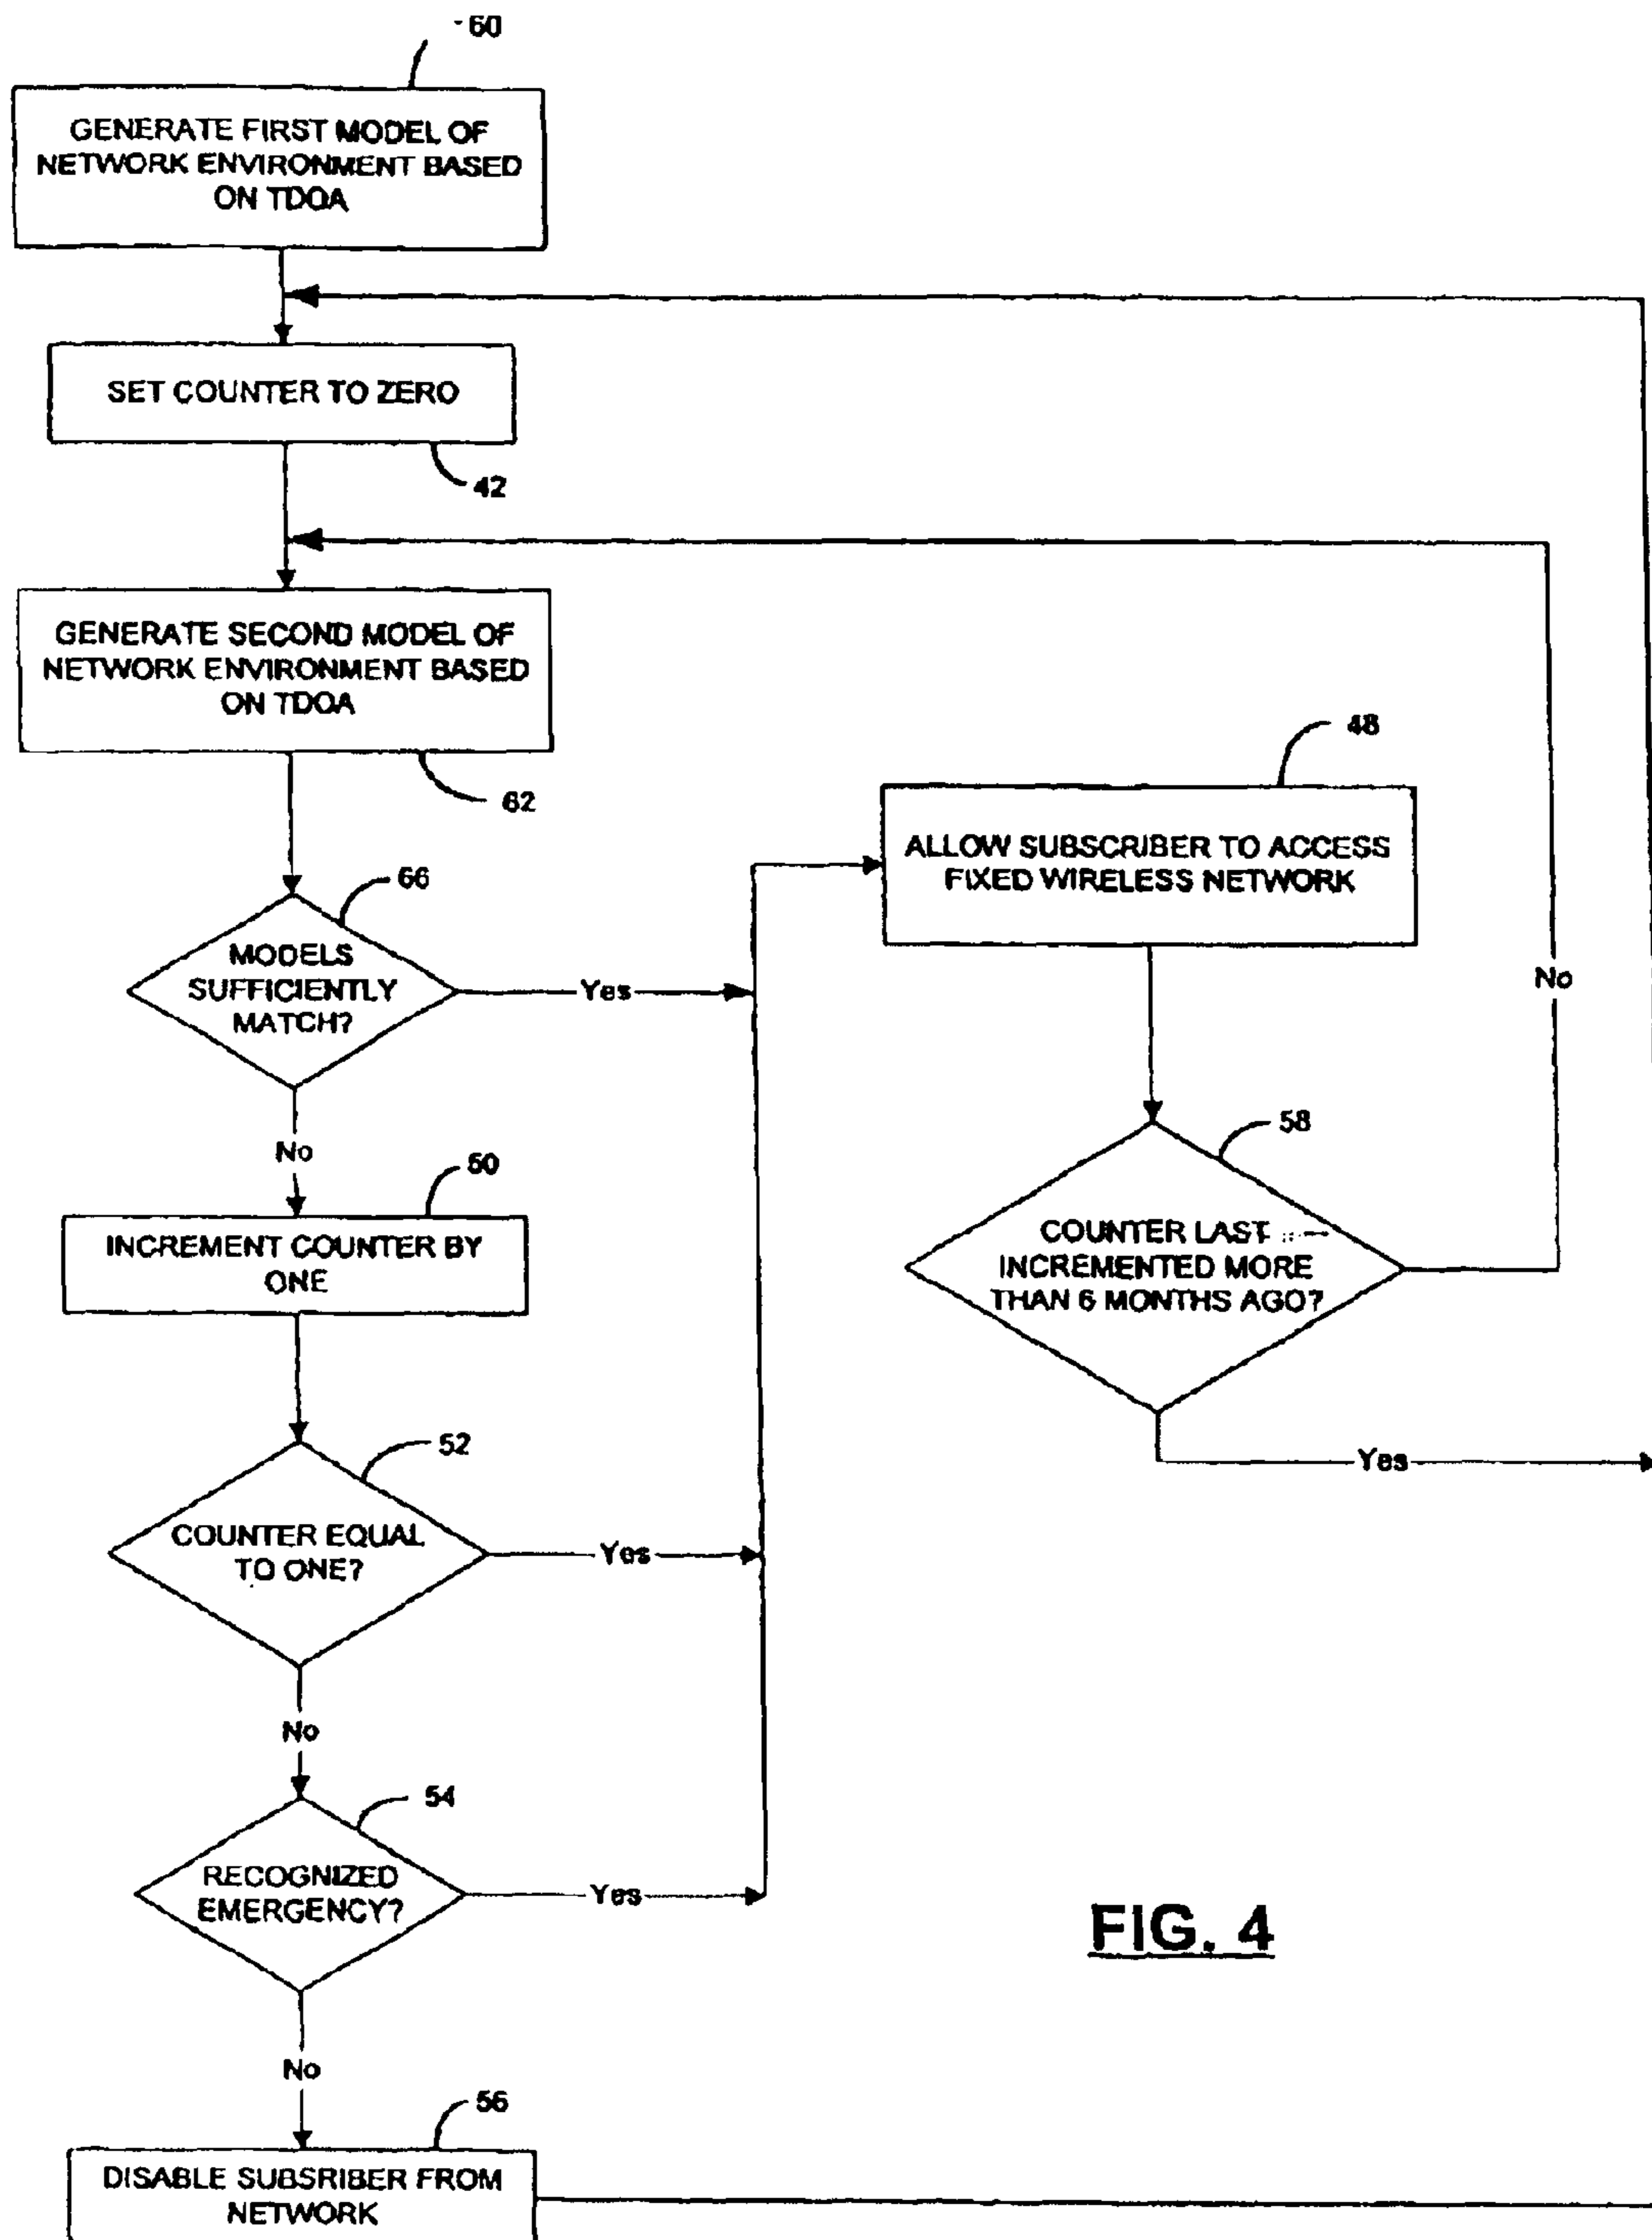 60
GENERATE FIRST MODEL OF
NETWORK ENVIRONMENT BASED
ON TDOA
SET COUNTER TO ZERO
42
GENERATE SECOND MODEL OF
NETWORK ENVIRONMENT BASED
ON TDOA
62
48
ALLOW SUBSCRIBER TO ACCESS
FIXED WIRELESS NETWORK
66
MODELS
SUFFICIENTLY
MATCH?
Yes
No
No
50
INCREMENT COUNTER BY
ONE
58
COUNTER LAST
INCREMENTED MORE
THAN 6 MONTHS AGO?
Yes
52
COUNTER EQUAL
TO ONE?
Yes
No
54
RECOGNIZED
EMERGENCY?
Yes
No
FIG. 4
56
DISABLE SUBSRIBER FROM
NETWORK